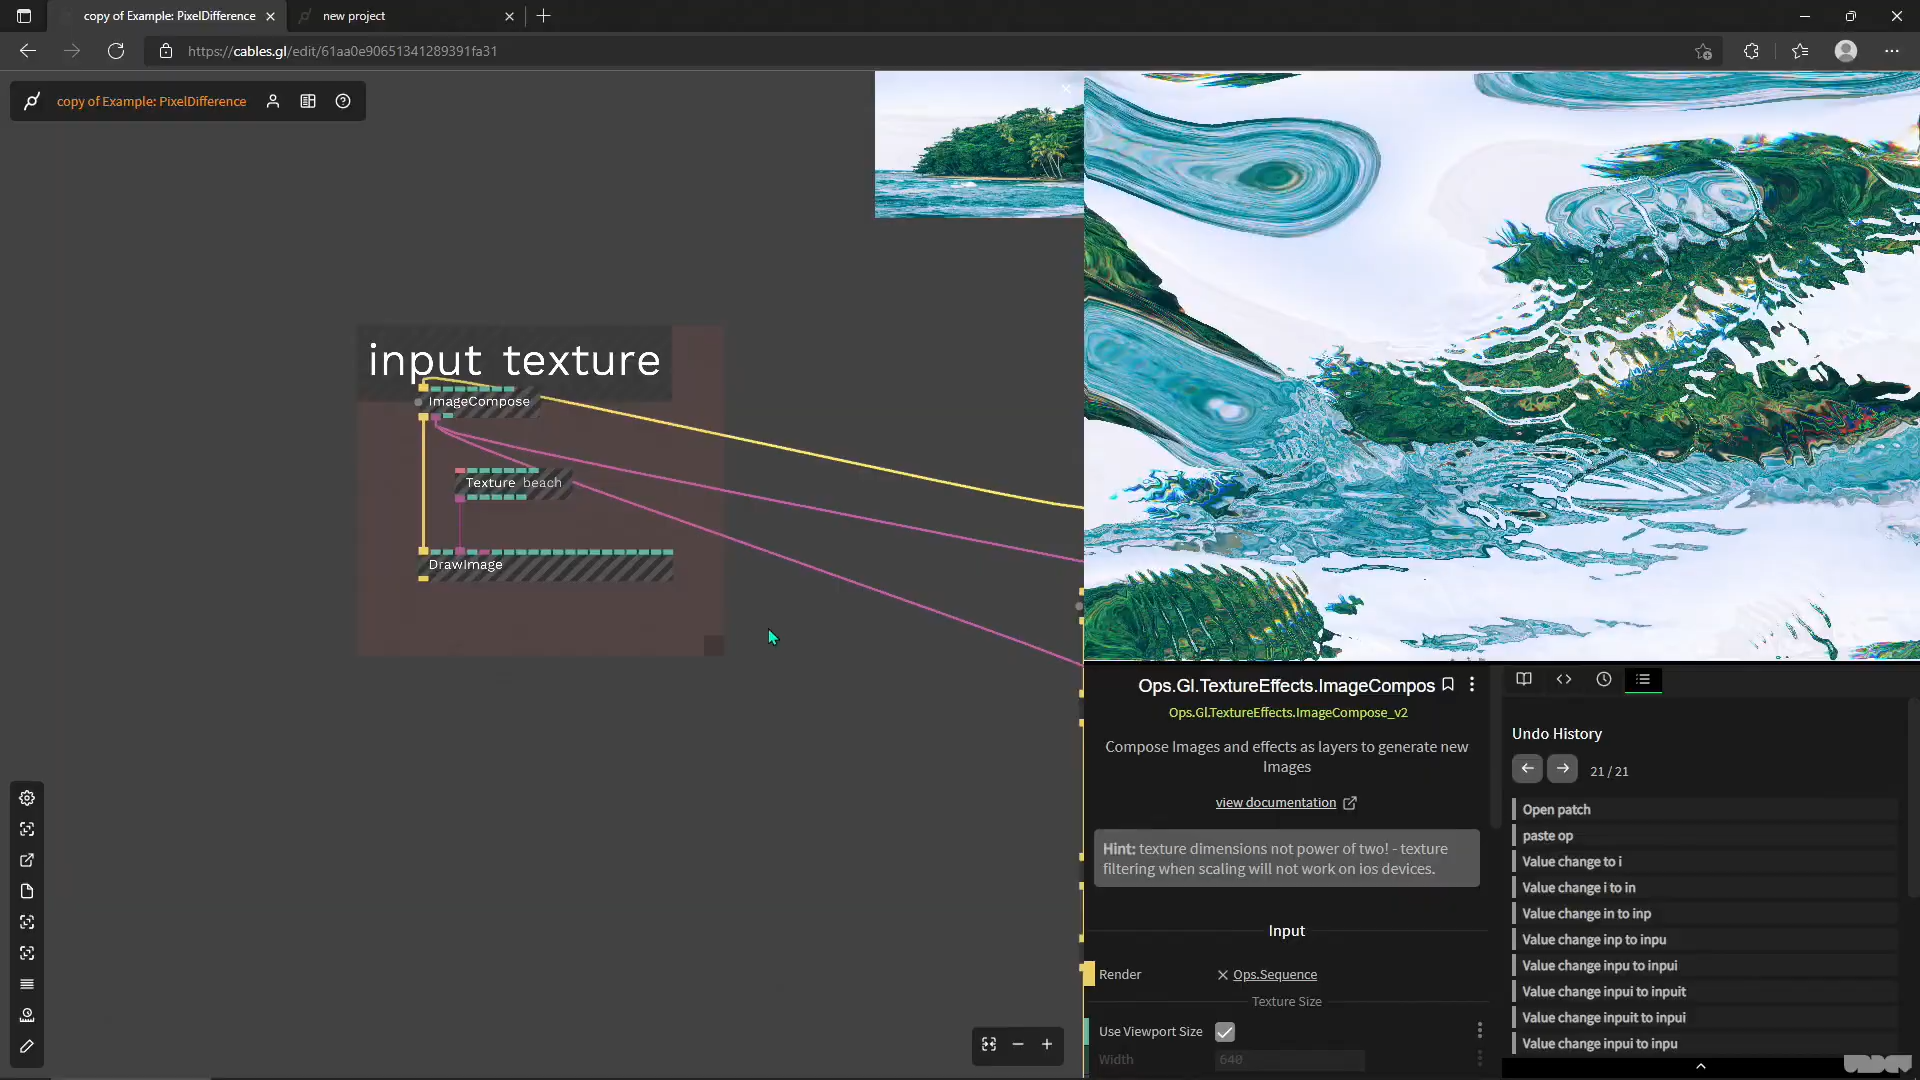 copy of Example: PixelDifference
new project
https://cables.gl/edit/61aa0e90651341289391fa31
copy of Example: PixelDifference
input texture
ImageCompose
Texture beach
DrawImage
Ops.Gl.TextureEffects.ImageCompos
Ops.Gl.TextureEffects.ImageCompose_v2
Compose Images and effects as layers to generate new
Images
view documentation
Hint: texture dimensions not power of two! - texture
filtering when scaling will not work on ios devices.
Input
Render
Ops.Sequence
Texture Size
Use Viewport Size
Width
640
Undo History
21 / 21
Open patch
paste op
Value change to i
Value change i to in
Value change in to inp
Value change inp to inpu
Value change inpu to inpui
Value change inpui to inpuit
Value change inpuit to inpui
Value change inpui to inpu